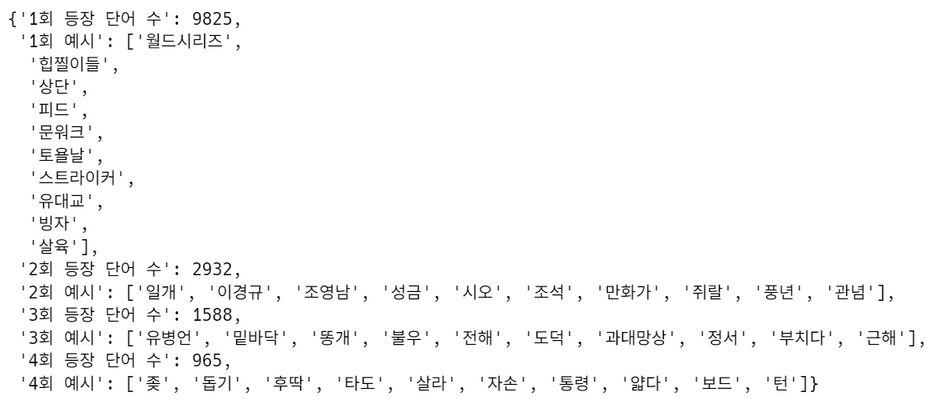 {'1회 등장 단어 수': 9825,
'1회 예시': ['월드시리즈',
'힙찔이들',
'상단',
'피드',
'문워크',
'토욜날',
'스트라이커',
'유대교',
'빙자',
'살육'],
'2회 등장 단어 수': 2932,
'2회 예시': ['일개', '이경규', '조영남', '성금', '시오', '조석', '만화가', '쥐랄', '풍년', '관념'],
'3회 등장 단어 수': 1588,
'3회 예시': ['유병언', '밑바닥', '똥개', '불우', '전해', '도덕', '과대망상', '정서', '부치다', '근해'],
'4회 등장 단어 수': 965,
'4회 예시': ['좆', '돕기', '후딱', '타도', '살라', '자손', '통령', '얇다', '보드', '턴']}